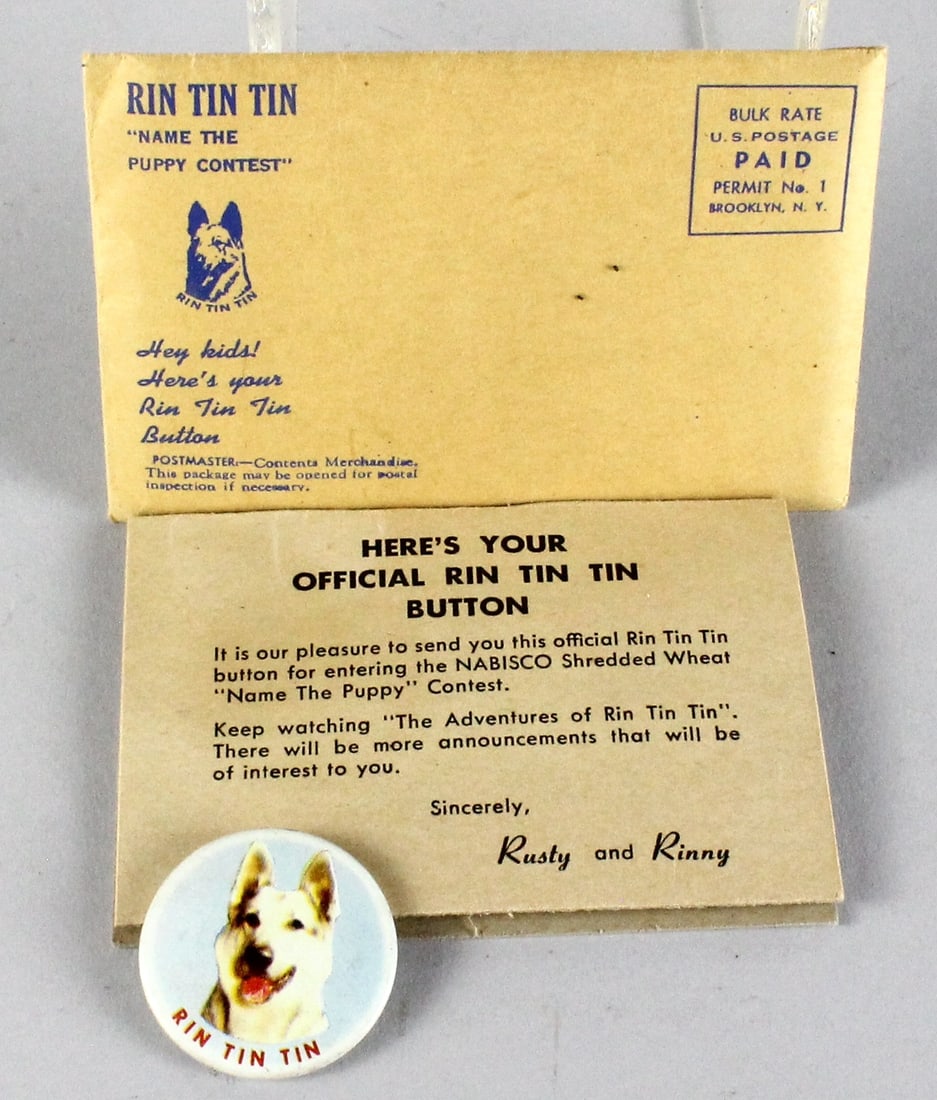 RIN TIN TIN
"NAME THE
PUPPY CONTEST"
RIN TIN TIN
Hey kids!
Here's your
Rin Tin Tin
Button
POSTMASTER:—Contents Merchandise.
This package may be opened for postal
inspection if necessary.
BULK RATE
U.S. POSTAGE
PAID
PERMIT No. 1
BROOKLYN, N. Y.
HERE'S YOUR
OFFICIAL RIN TIN TIN
BUTTON
It is our pleasure to send you this official Rin Tin Tin
button for entering the NABISCO Shredded Wheat
"Name The Puppy" Contest.
Keep watching "The Adventures of Rin Tin Tin".
There will be more announcements that will be
of interest to you.
Sincerely,
Rusty and Rinny
RIN TIN TIN